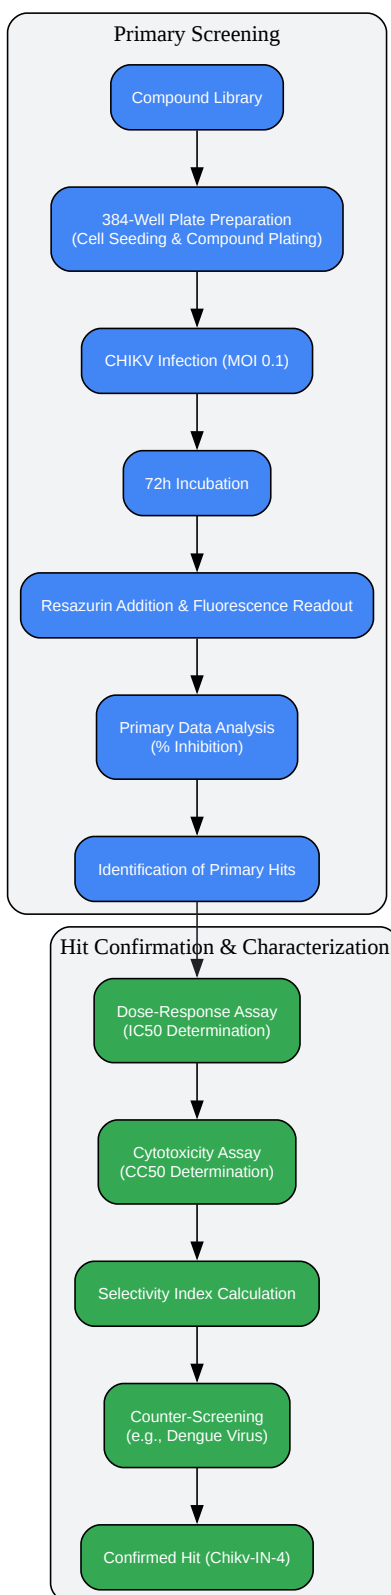 Primary Screening
Compound Library
384-Well Plate Preparation
(Cell Seeding & Compound Plating)
CHIKV Infection (MOI 0.1)
72h Incubation
Resazurin Addition & Fluorescence Readout
Primary Data Analysis
(% Inhibition)
Identification of Primary Hits
Hit Confirmation & Characterization
Dose-Response Assay
(IC50 Determination)
Cytotoxicity Assay
(CC50 Determination)
Selectivity Index Calculation
Counter-Screening
(e.g., Dengue Virus)
Confirmed Hit (Chikv-IN-4)